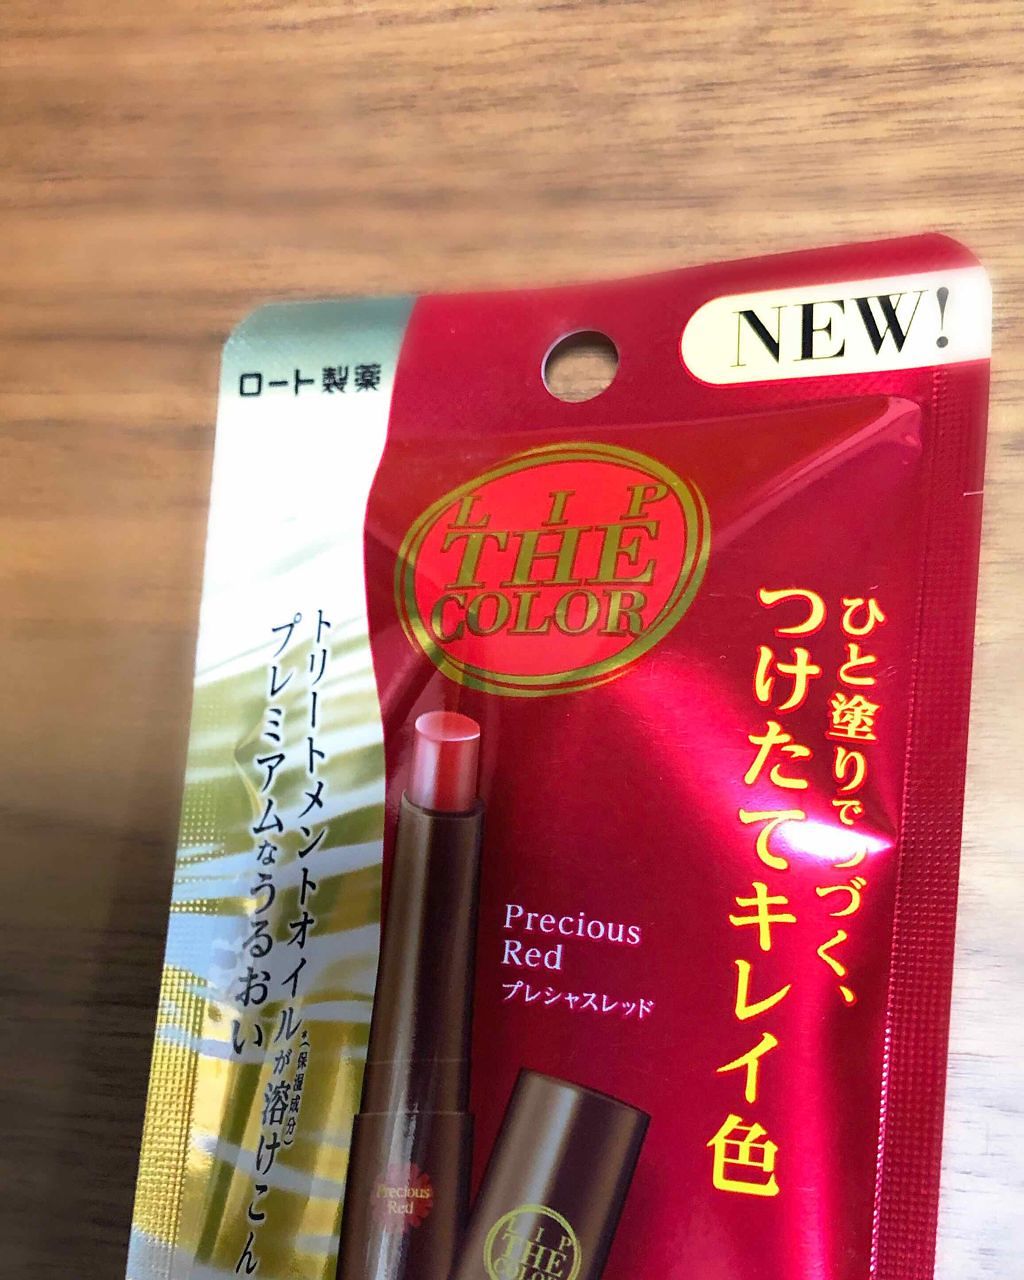 ロート製薬
NEW!
LIP
THE
COLOR
ひと塗りでつづく、
つけたてキレイ色
トリートメントオイル*(保湿成分)が溶けこん
プレミアムなうるおい
Precious
Red
プレシャスレッド
Precious
Red
LIP
THE
COLOR